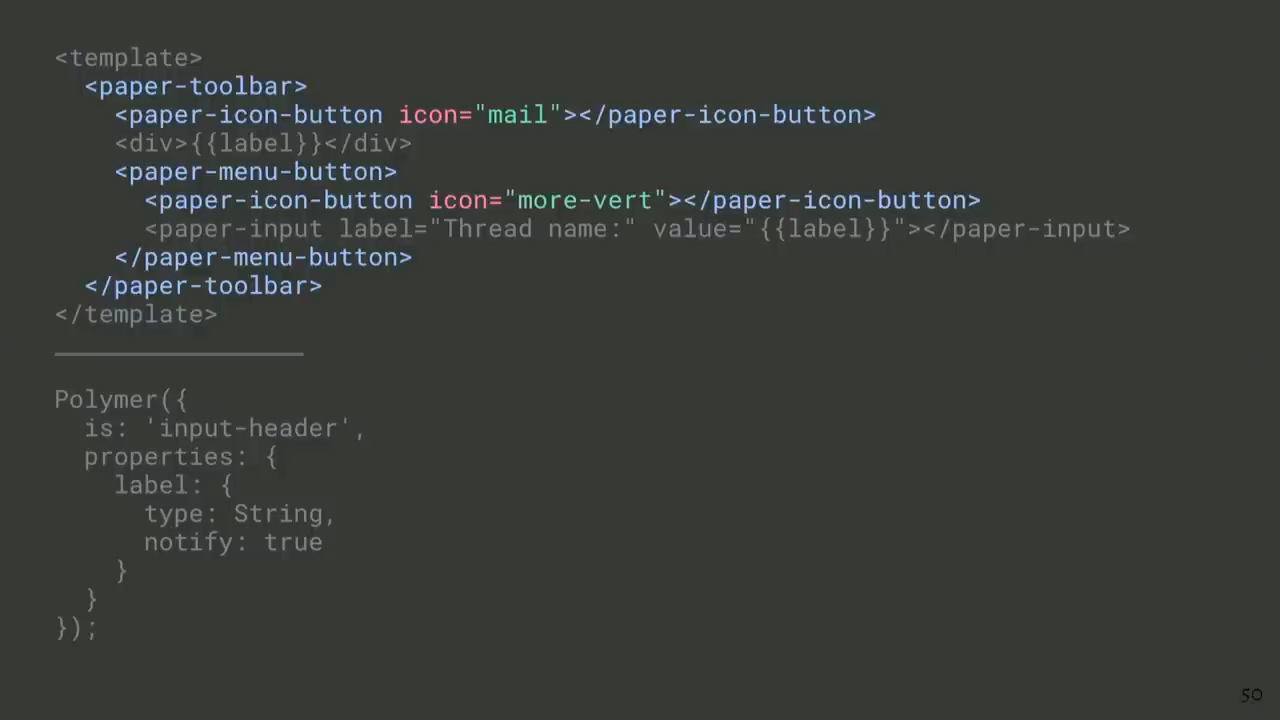 <template>
  <paper-toolbar>
    <paper-icon-button icon="mail"></paper-icon-button>
    <div>{{label}}</div>
    <paper-menu-button>
      <paper-icon-button icon="more-vert"></paper-icon-button>
      <paper-input label="Thread name:" value="{{label}}"></paper-input>
    </paper-menu-button>
  </paper-toolbar>
</template>
Polymer({
  is: 'input-header',
  properties: {
    label: {
      type: String,
      notify: true
    }
  }
});
50